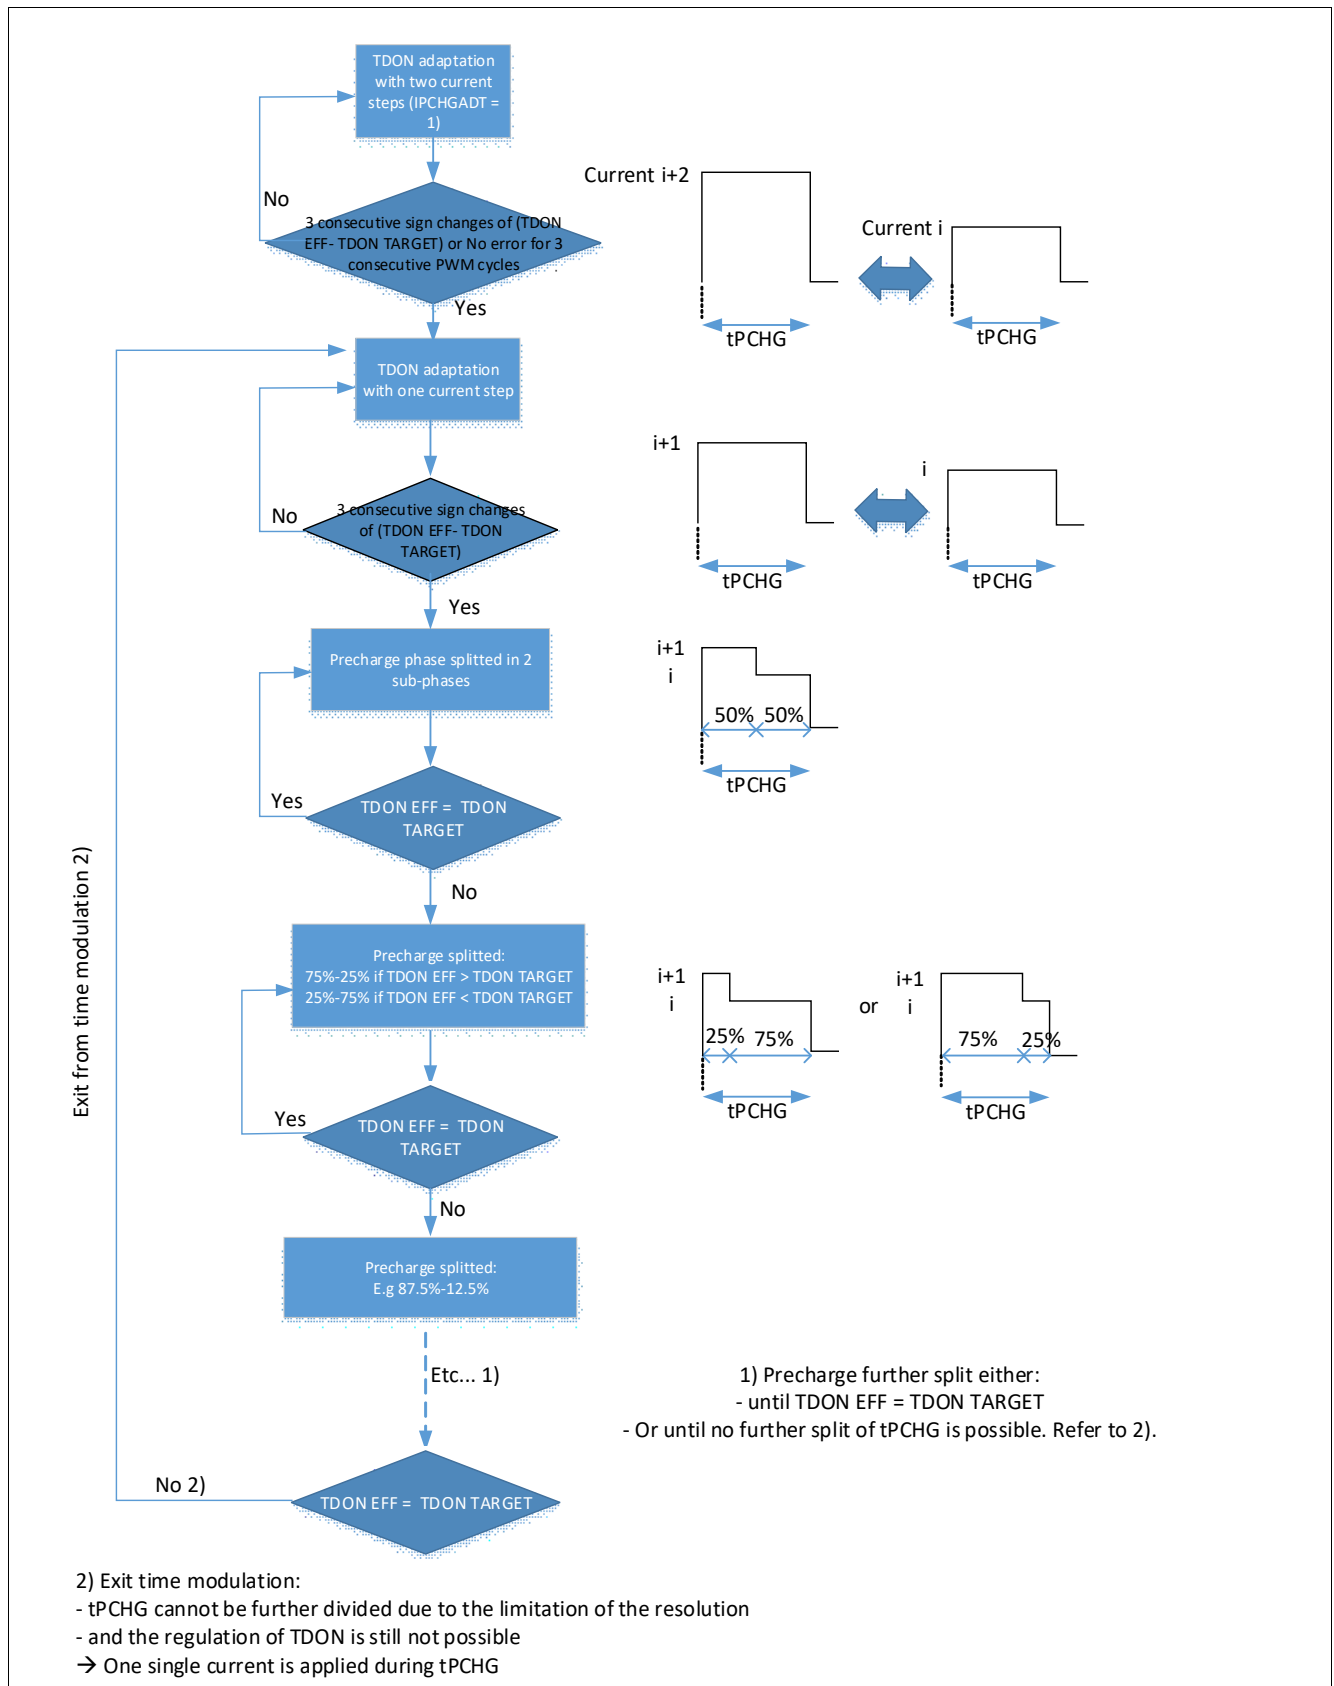 TDON adaptation
with two current
steps (IPCHGADT =
1)
No
3 consecutive sign changes of (TDON
EFF- TDON TARGET) or No error for 3
consecutive PWM cycles
Yes
Current i+2
Current i
tPCHG
tPCHG
TDON adaptation
with one current step
No
3 consecutive sign changes
of (TDON EFF- TDON
TARGET)
Yes
i+1
i
tPCHG
tPCHG
Precharge phase splitted in 2
sub-phases
i+1
i
50% 50%
tPCHG
Yes
TDON EFF = TDON
TARGET
No
Exit from time modulation 2)
Precharge splitted:
75%-25% if TDON EFF > TDON TARGET
25%-75% if TDON EFF < TDON TARGET
i+1
i
25% 75%
tPCHG
or
i+1
i
75% 25%
tPCHG
Yes
TDON EFF = TDON
TARGET
No
Precharge splitted:
E.g 87.5%-12.5%
Etc... 1)
1) Precharge further split either:
- until TDON EFF = TDON TARGET
- Or until no further split of tPCHG is possible. Refer to 2).
No 2)
TDON EFF = TDON TARGET
2) Exit time modulation:
- tPCHG cannot be further divided due to the limitation of the resolution
- and the regulation of TDON is still not possible
→ One single current is applied during tPCHG